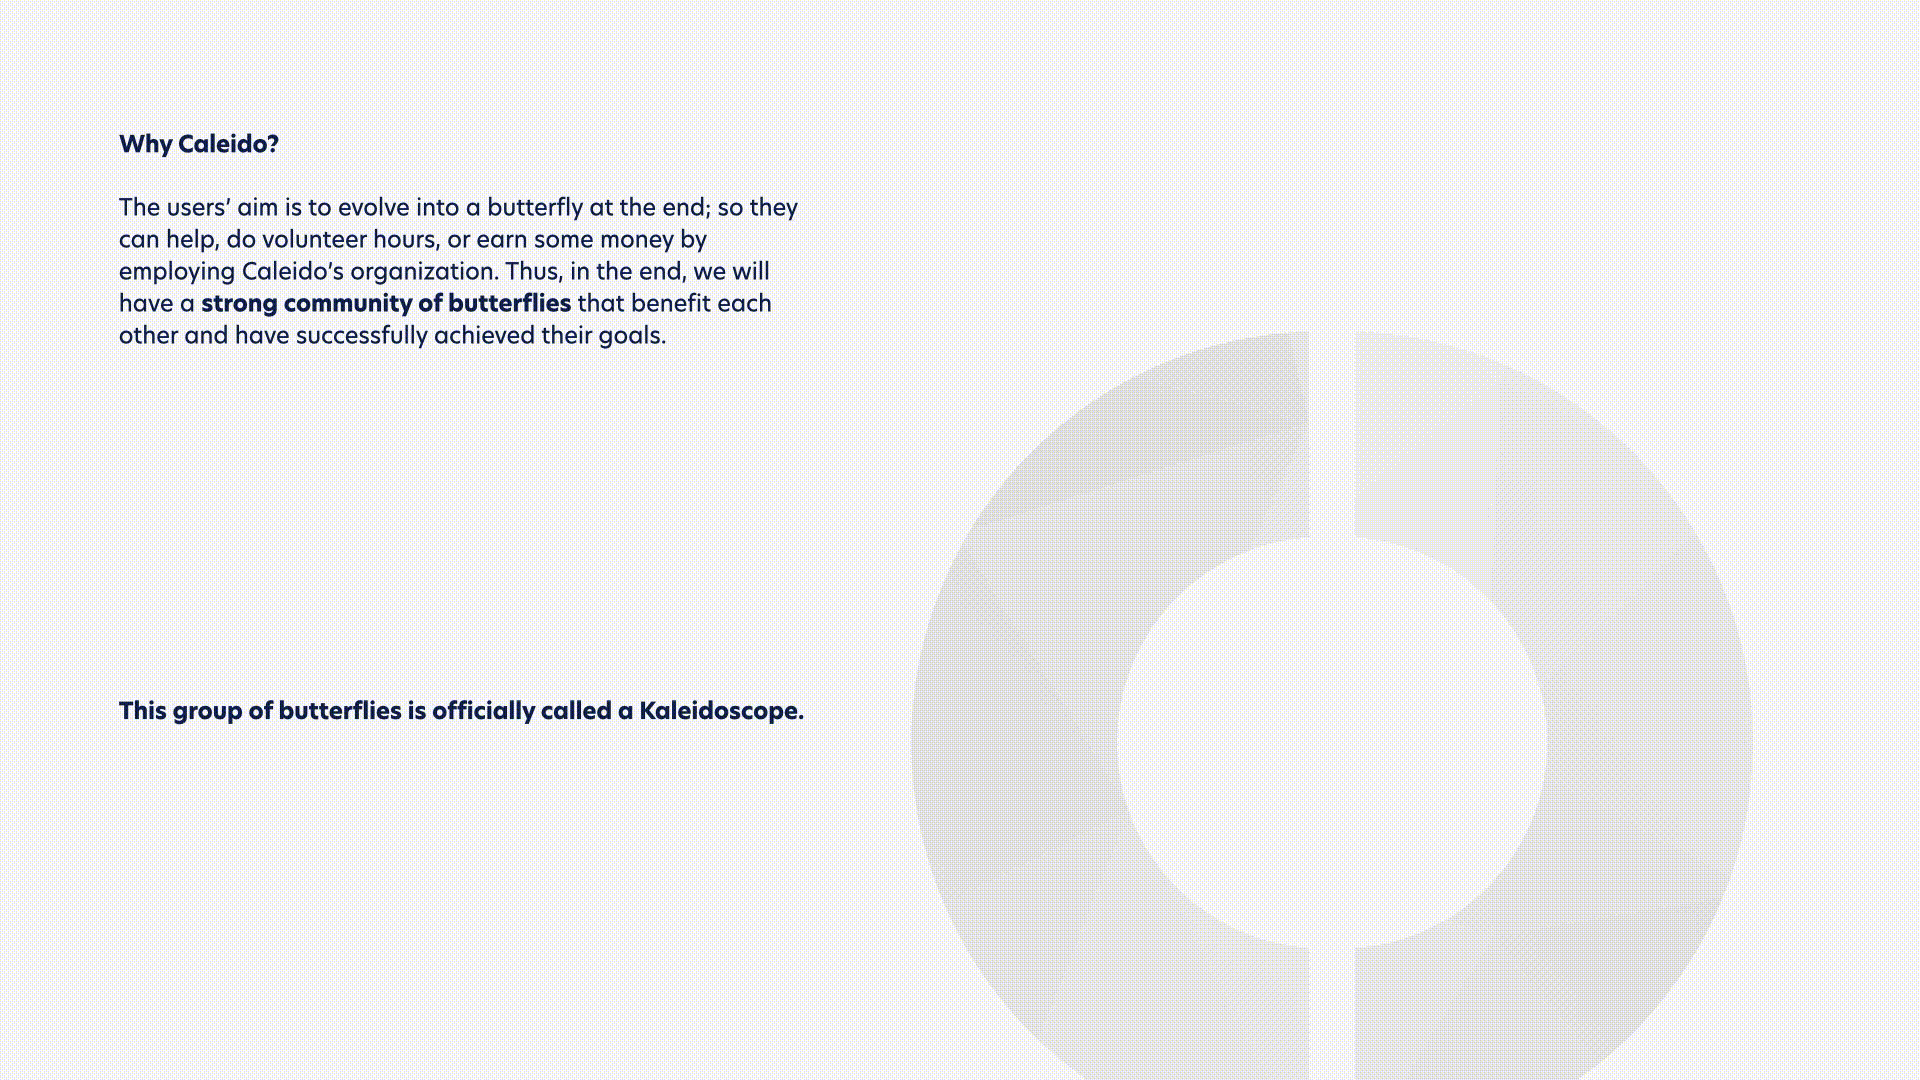 Why Caleido?
The users’ aim is to evolve into a butterfly at the end; so they
can help, do volunteer hours, or earn some money by
employing Caleido’s organization. Thus, in the end, we will
have a strong community of butterflies that benefit each
other and have successfully achieved their goals.
This group of butterflies is officially called a Kaleidoscope.